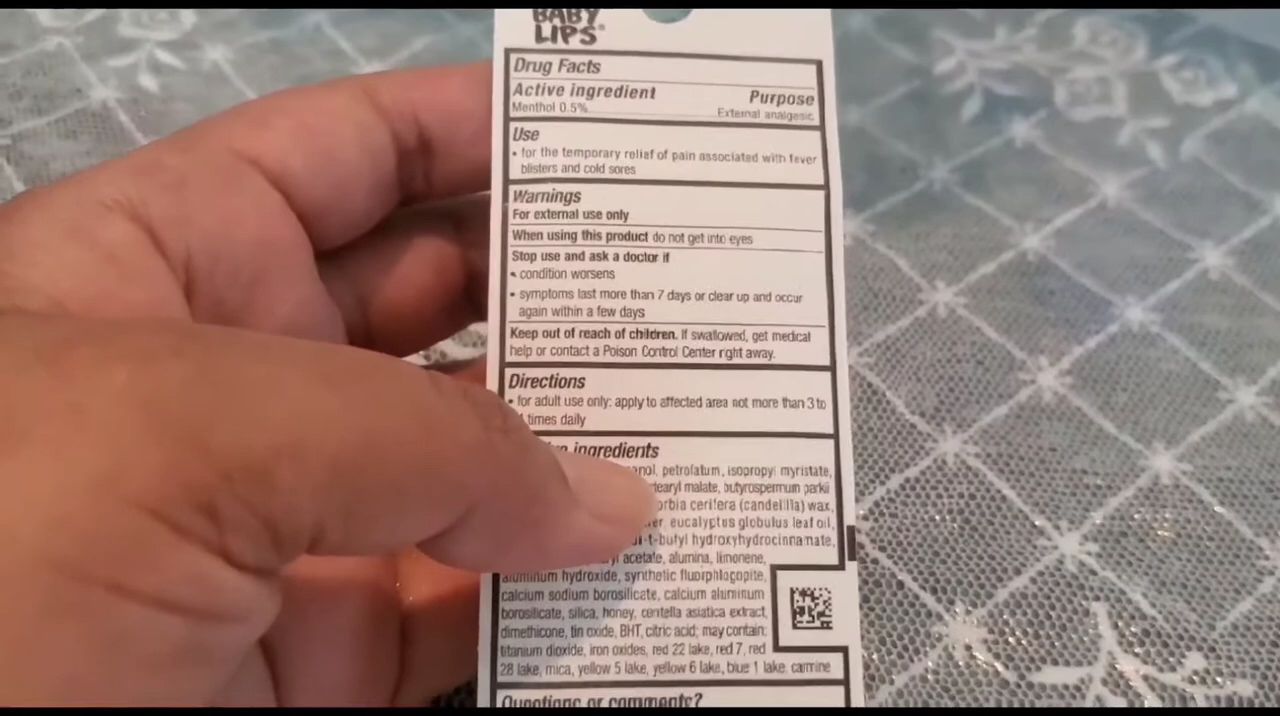 BABY
LIPS®
Drug Facts
Active ingredient Purpose
Menthol 0.5% External analgesic
Use
• for the temporary relief of pain associated with fever
blisters and cold sores
Warnings
For external use only
When using this product do not get into eyes
Stop use and ask a doctor if
• condition worsens
• symptoms last more than 7 days or clear up and occur
again within a few days
Keep out of reach of children. If swallowed, get medical
help or contact a Poison Control Center right away.
Directions
• for adult use only: apply to affected area not more than 3 to
times daily
ingredients
petrolatum, isopropyl myristate,
malate, butyrospermum parkii
cerifera (candelilla) wax,
eucalyptus globulus leaf oil,
hydroxyhydrocinnamate,
acetate, alumina, limonene,
aluminum hydroxide, synthetic fluorphlogopite,
calcium sodium borosilicate, calcium aluminum
borosilicate, silica, honey, centella asiatica extract,
dimethicone, tin oxide, BHT, citric acid; may contain:
titanium dioxide, iron oxides, red 22 lake, red 7, red
28 lake, mica, yellow 5 lake, yellow 6 lake, blue 1 lake, carmine
Questions or comments?